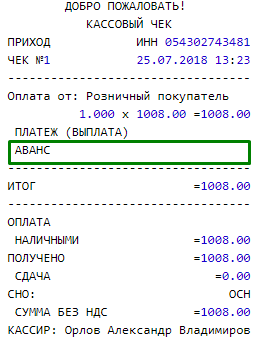 ДОБРО ПОЖАЛОВАТЬ!
КАССОВЫЙ ЧЕК
ПРИХОД ИНН 054302743481
ЧЕК №1 25.07.2018 13:23
--------------------------------
Оплата от: Розничный покупатель
1.000 x 1008.00 =1008.00
ПЛАТЕЖ (ВЫПЛАТА)
АВАНС
--------------------------------
ИТОГ =1008.00
--------------------------------
ОПЛАТА
НАЛИЧНЫМИ =1008.00
ПОЛУЧЕНО =1008.00
СДАЧА =0.00
СНО: ОСН
СУММА БЕЗ НДС =1008.00
КАССИР: Орлов Александр Владимиров